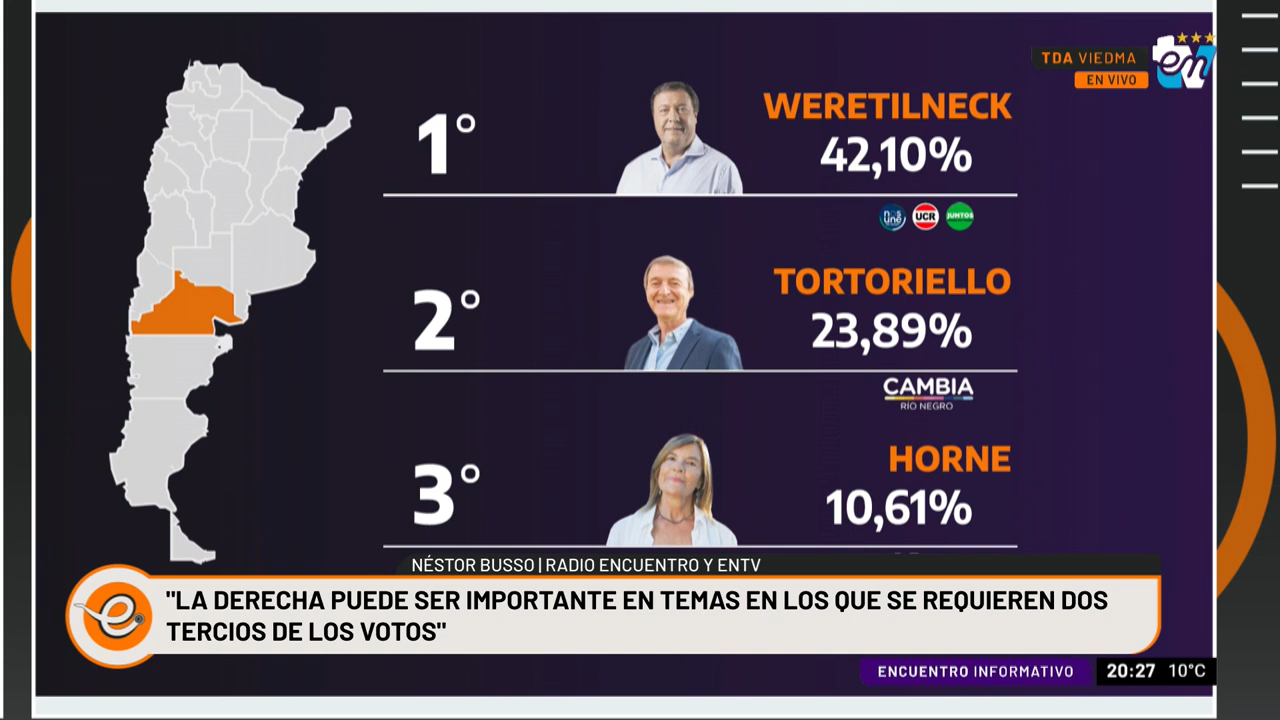 TDA VIEDMA
EN VIVO
1°
WERETILNECK
42,10%
UCR
JUNTOS
2°
TORTORIELLO
23,89%
CAMBIA
RÍO NEGRO
3°
HORNE
10,61%
NÉSTOR BUSSO | RADIO ENCUENTRO Y ENTV
"LA DERECHA PUEDE SER IMPORTANTE EN TEMAS EN LOS QUE SE REQUIEREN DOS
TERCIOS DE LOS VOTOS"
ENCUENTRO INFORMATIVO
20:27 10°C